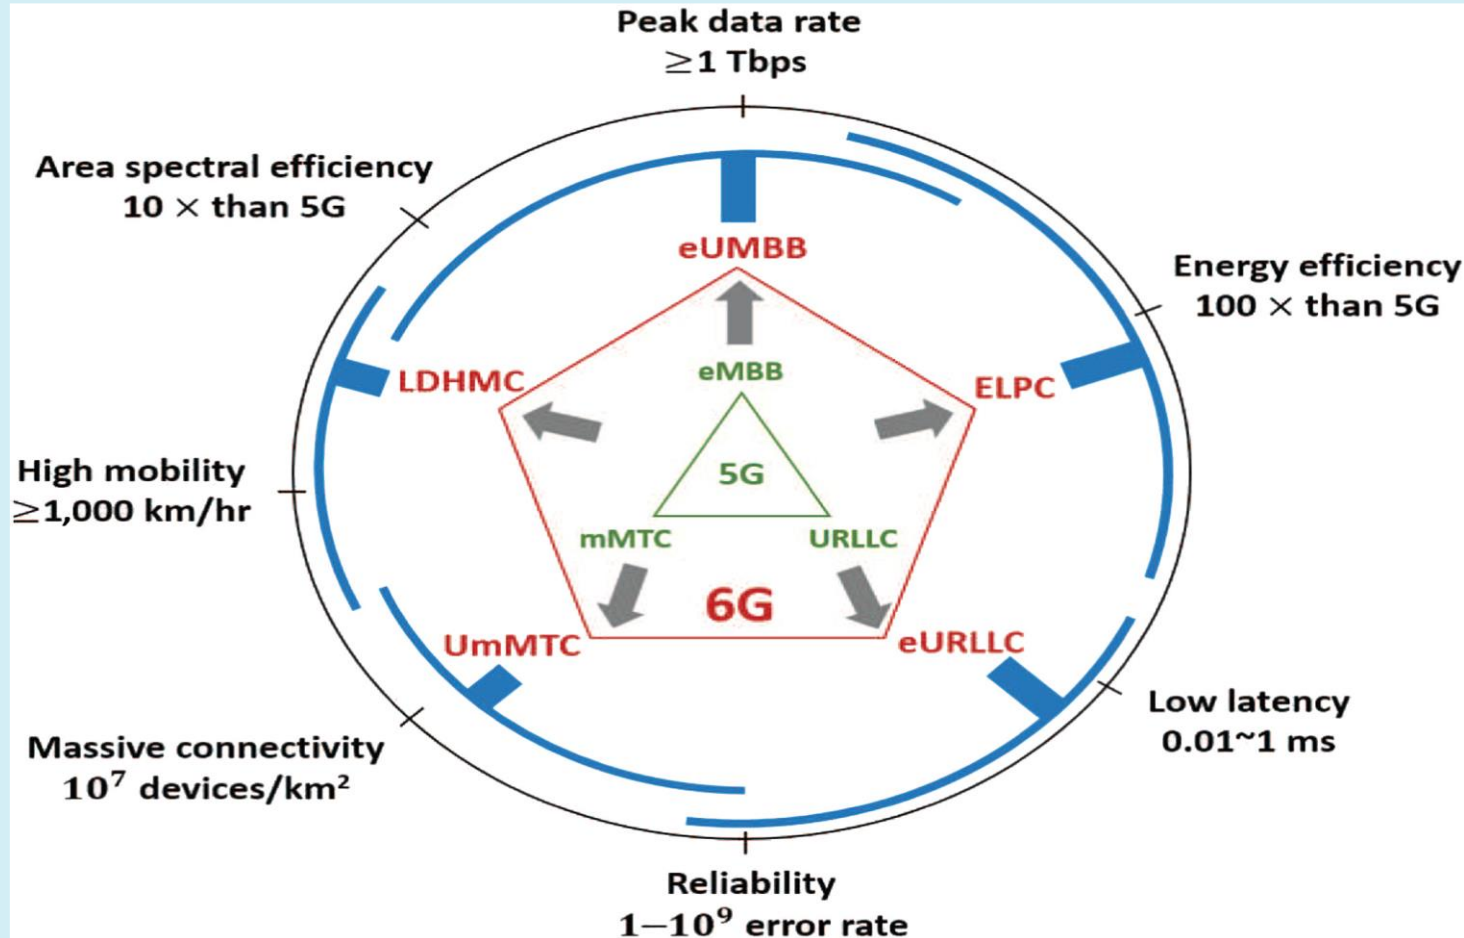 Peak data rate
≥1 Tbps
Area spectral efficiency
10 × than 5G
Energy efficiency
100 × than 5G
eUMBB
LDHMC
eMBB
ELPC
5G
High mobility
≥1,000 km/hr
mMTC
URLLC
6G
UmMTC
eURLLC
Low latency
0.01~1 ms
Massive connectivity
10⁷ devices/km²
Reliability
1–10⁹ error rate